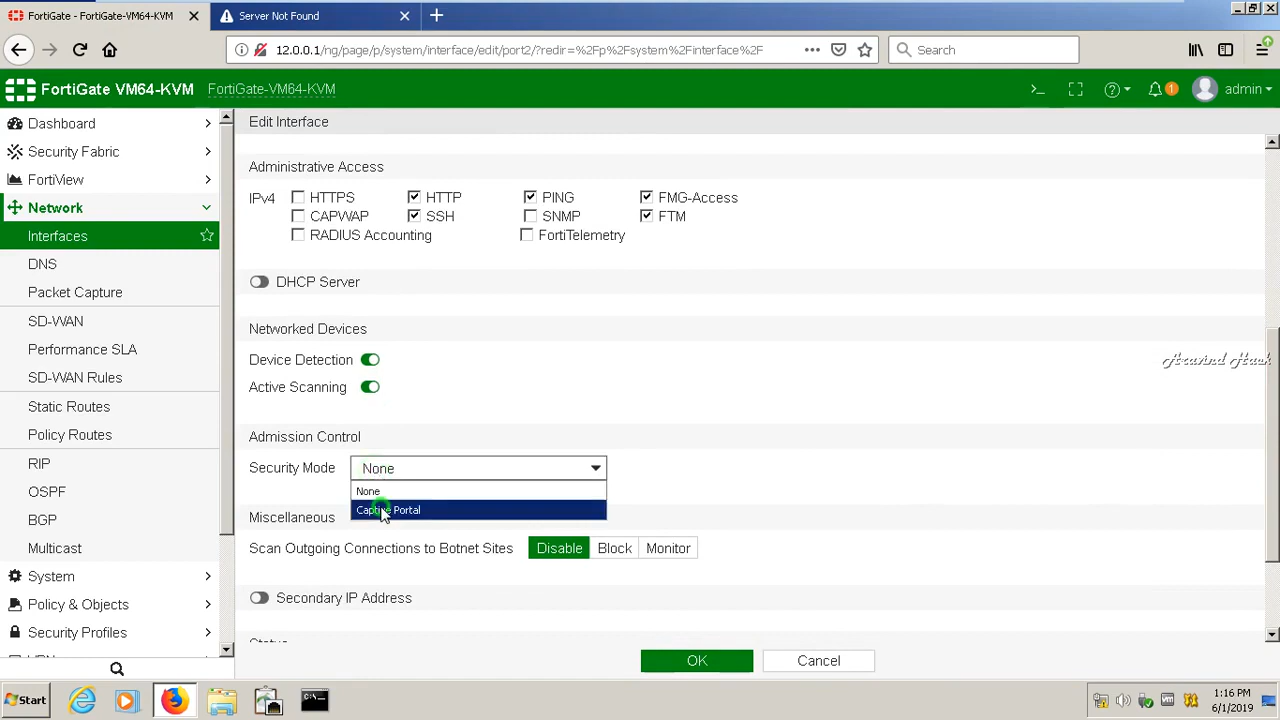 FortiGate - FortiGate-VM64-KVM
Server Not Found
12.0.0.1/ng/page/p/system/interface/edit/port2/?redir=%2Fp%2Fsystem%2Finterface%2F
Search
FortiGate VM64-KVM
FortiGate-VM64-KVM
1
admin
Dashboard
Security Fabric
FortiView
Network
Interfaces
DNS
Packet Capture
SD-WAN
Performance SLA
SD-WAN Rules
Static Routes
Policy Routes
RIP
OSPF
BGP
Multicast
System
Policy & Objects
Security Profiles
Edit Interface
Administrative Access
IPv4 HTTPS HTTP PING FMG-Access
CAPWAP SSH SNMP FTM
RADIUS Accounting FortiTelemetry
DHCP Server
Networked Devices
Device Detection
Active Scanning
Admission Control
Security Mode None
None
Captive Portal
Miscellaneous
Scan Outgoing Connections to Botnet Sites Disable Block Monitor
Secondary IP Address
Status
OK Cancel
Aravind Hack
Start
1:16 PM
6/1/2019